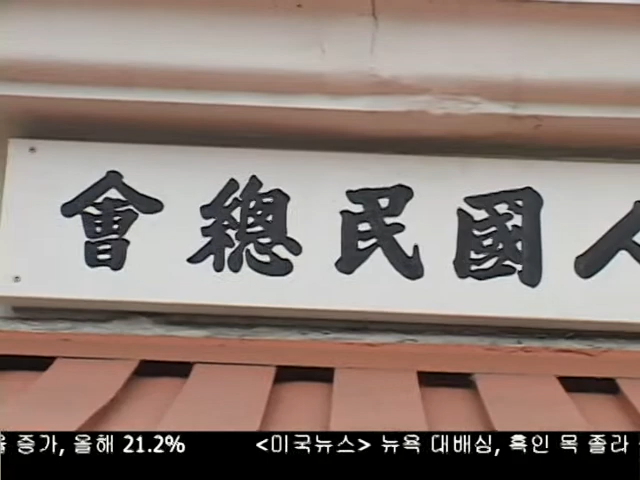 人國民總會
증가, 올해 21.2% <미국뉴스> 뉴욕 대배심, 흑인 목 졸라